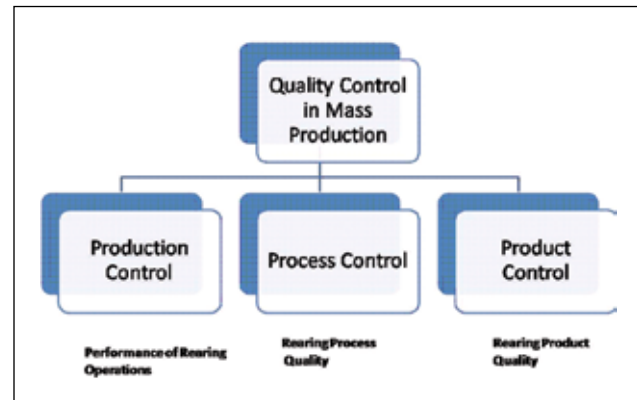 Quality Control
in Mass
Production
Production
Control
Process Control
Product
Control
Performance of Rearing
Operations
Rearing Process
Quality
Rearing Product
Quality